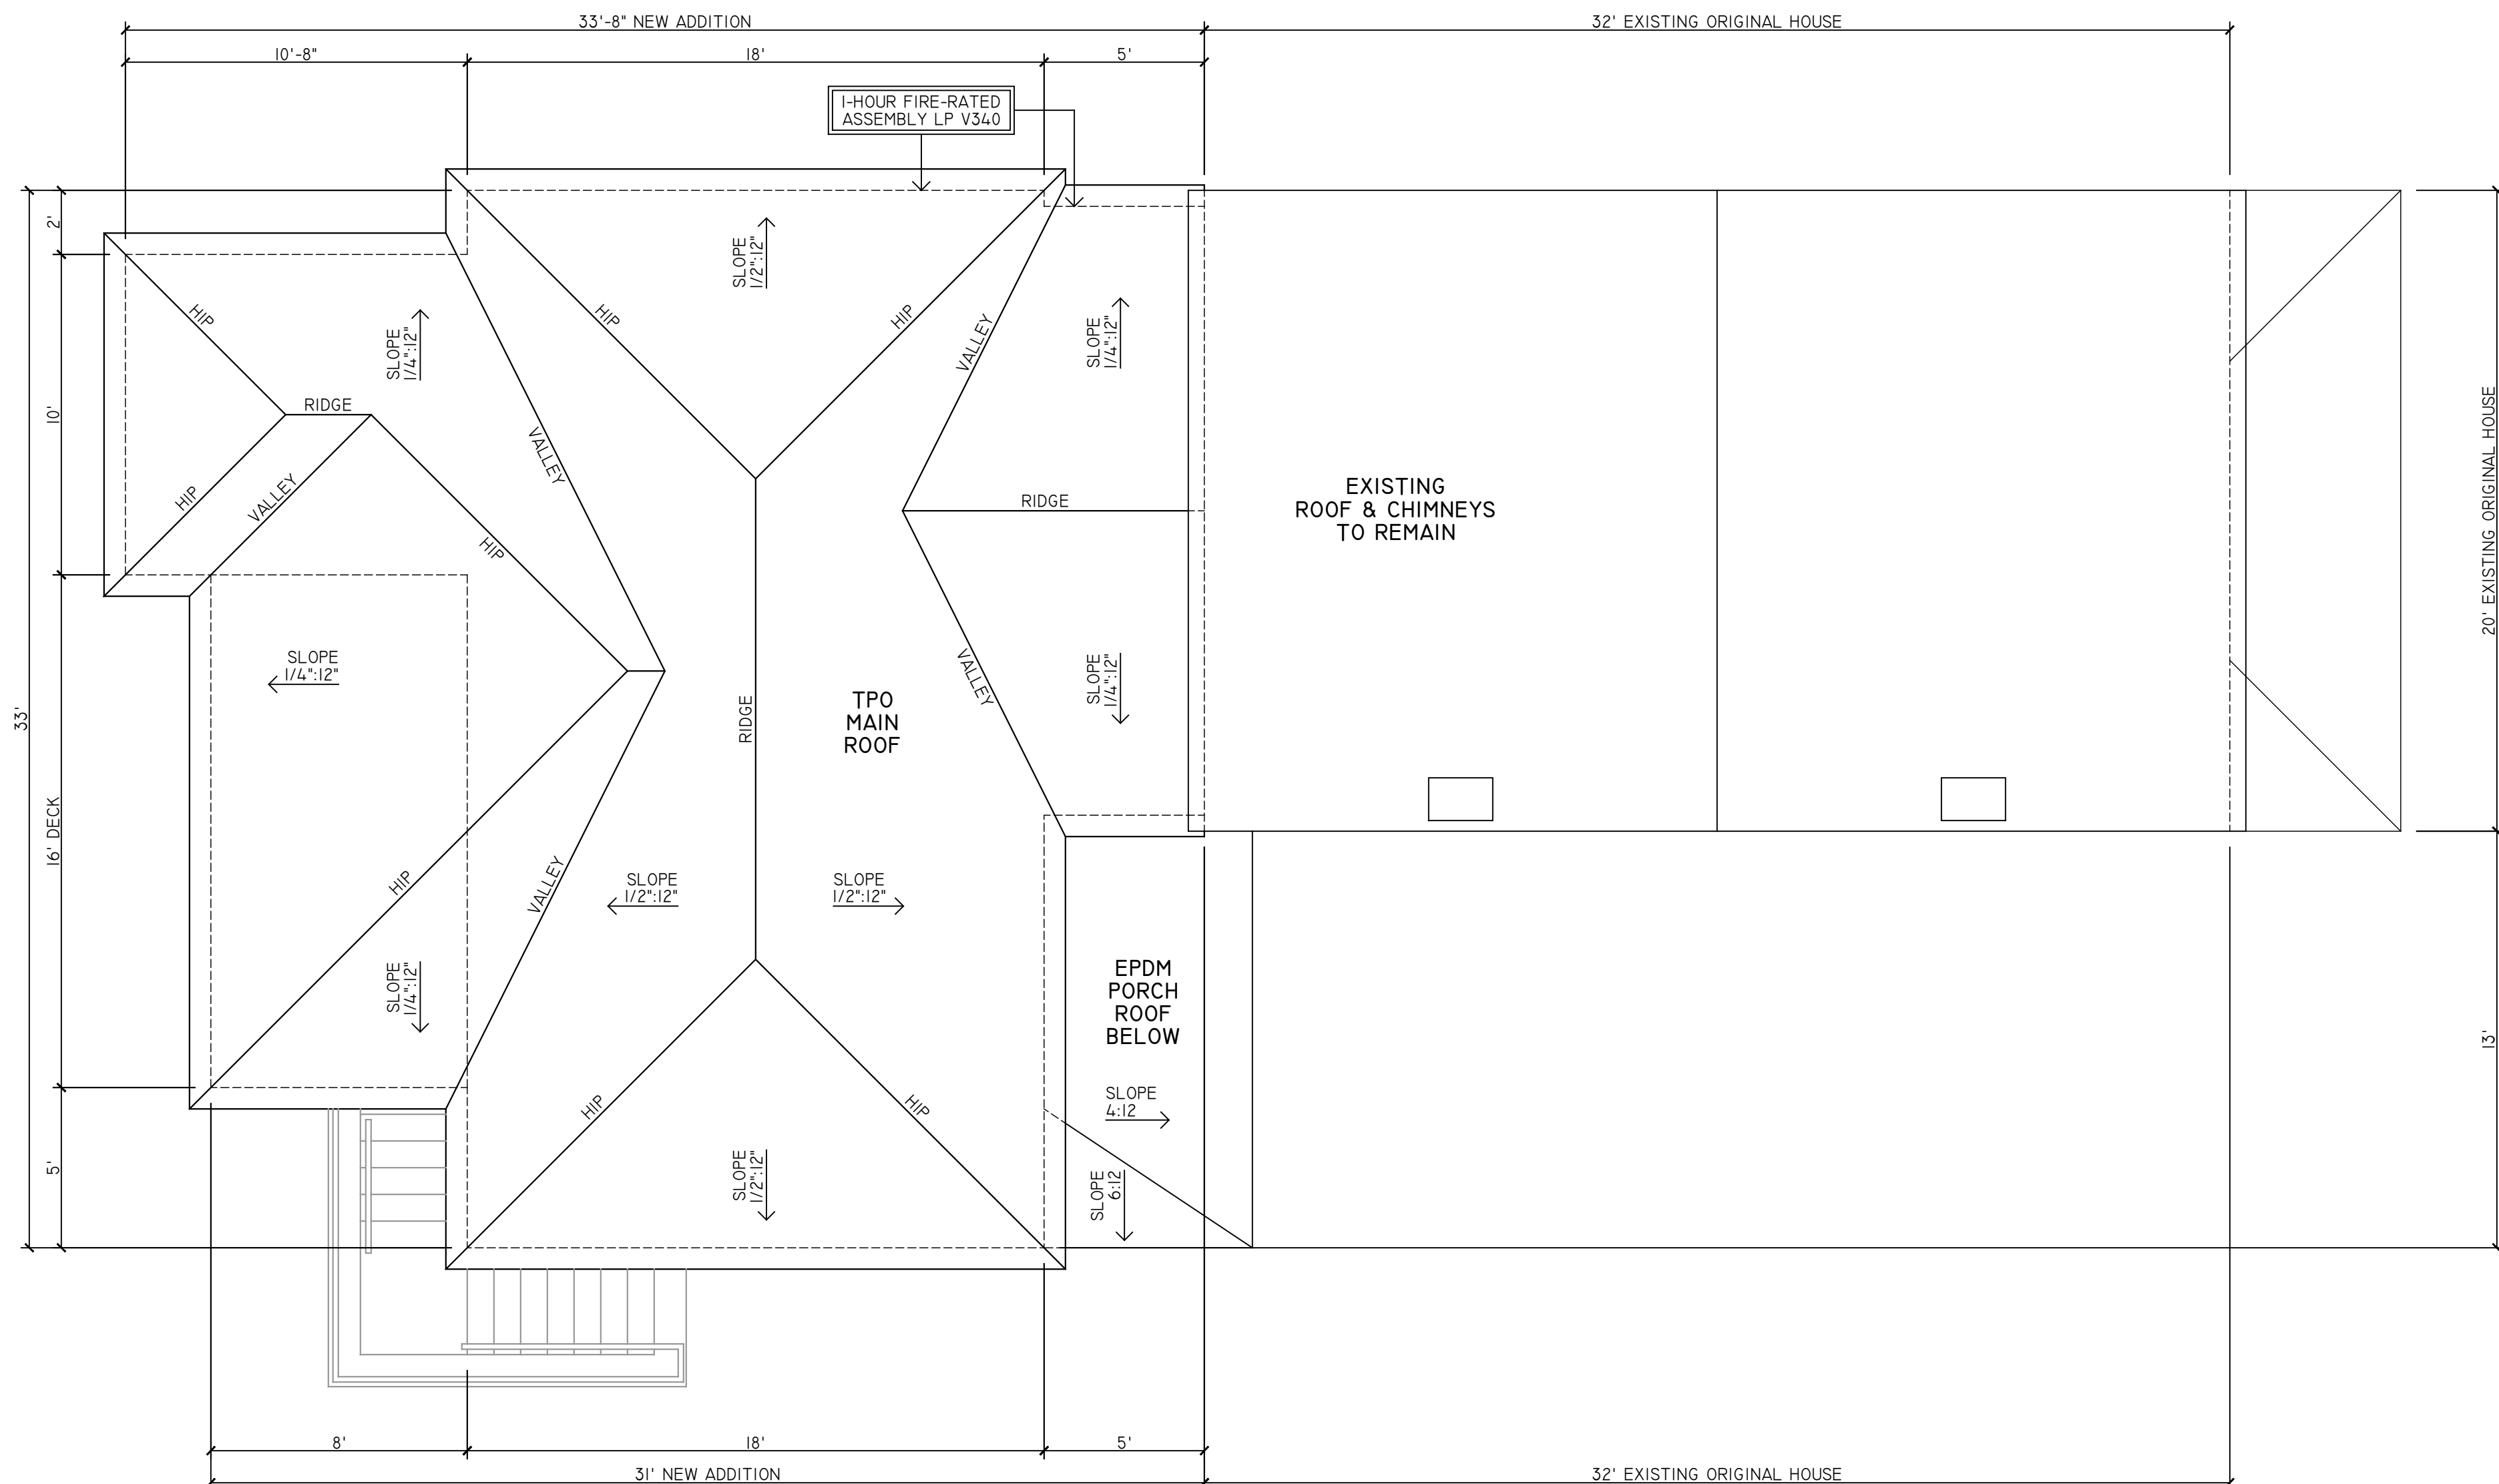 33'-8" NEW ADDITION
32' EXISTING ORIGINAL HOUSE
10'-8"
18'
5'
1-HOUR FIRE-RATED
ASSEMBLY LP V340
2'
10'
16' DECK
5'
33'
HIP
HIP
RIDGE
VALLEY
HIP
SLOPE
1/4":12"
VALLEY
HIP
SLOPE
1/2":12"
HIP
VALLEY
SLOPE
1/4":12"
RIDGE
SLOPE
1/4":12"
HIP
SLOPE
1/4":12"
VALLEY
RIDGE
TPO
MAIN
ROOF
VALLEY
SLOPE
1/4":12"
SLOPE
1/2":12"
SLOPE
1/2":12"
HIP
SLOPE
1/2":12"
HIP
EPDM
PORCH
ROOF
BELOW
SLOPE
4:12
SLOPE
6:12
EXISTING
ROOF & CHIMNEYS
TO REMAIN
20' EXISTING ORIGINAL HOUSE
13'
8'
18'
5'
31' NEW ADDITION
32' EXISTING ORIGINAL HOUSE